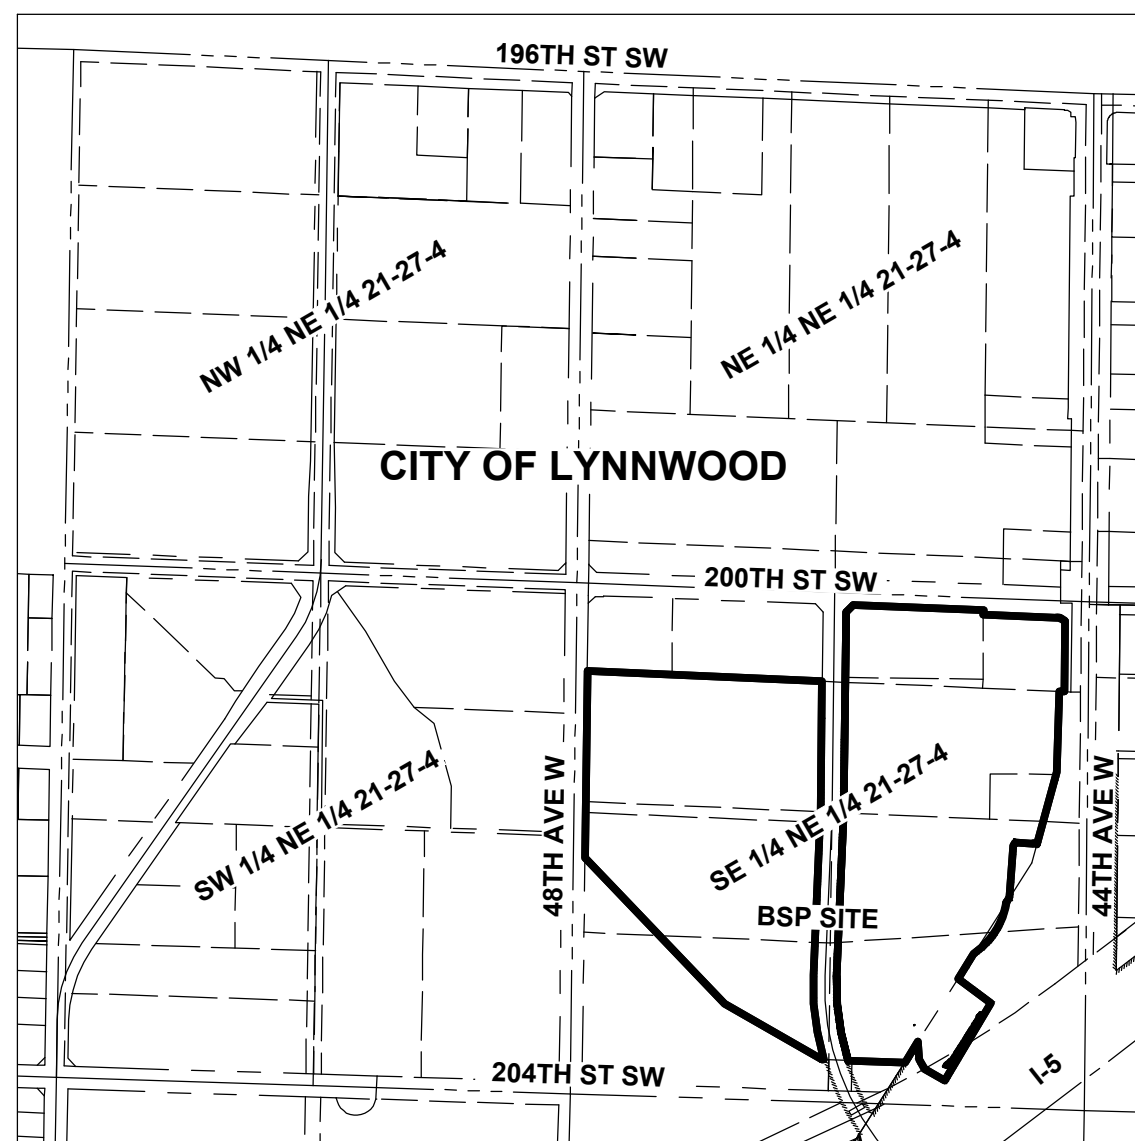 196TH ST SW
NW 1/4 NE 1/4 21-27-4
NE 1/4 NE 1/4 21-27-4
CITY OF LYNNWOOD
200TH ST SW
SW 1/4 NE 1/4 21-27-4
48TH AVE W
SE 1/4 NE 1/4 21-27-4
44TH AVE W
BSP SITE
204TH ST SW
I-5